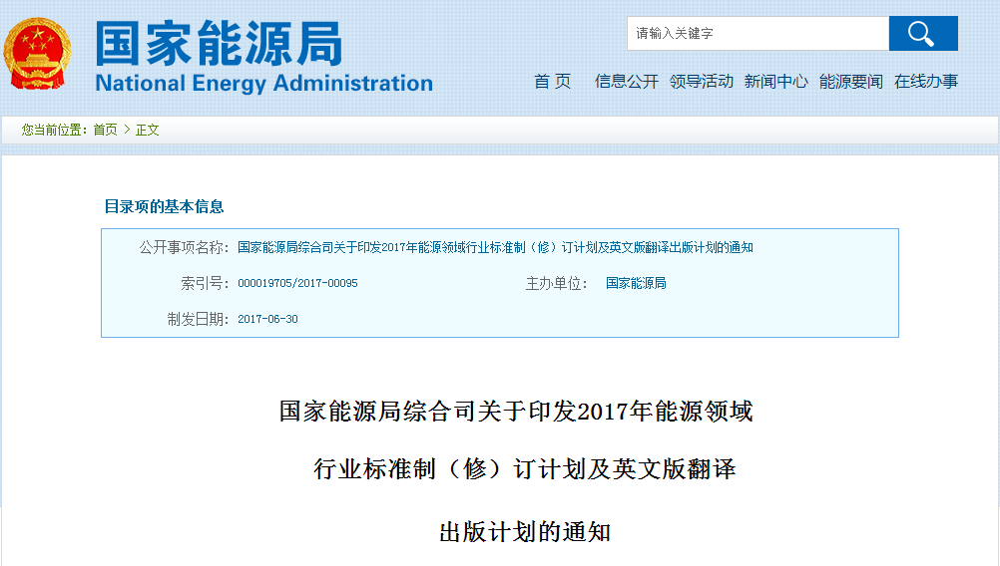 国家能源局
National Energy Administration
请输入关键字
首 页 信息公开 领导活动 新闻中心 能源要闻 在线办事
您当前位置：首页 > 正文
目录项的基本信息
公开事项名称： 国家能源局综合司关于印发2017年能源领域行业标准制（修）订计划及英文版翻译出版计划的通知
索引号： 000019705/2017-00095 主办单位： 国家能源局
制发日期： 2017-06-30
国家能源局综合司关于印发2017年能源领域
行业标准制（修）订计划及英文版翻译
出版计划的通知